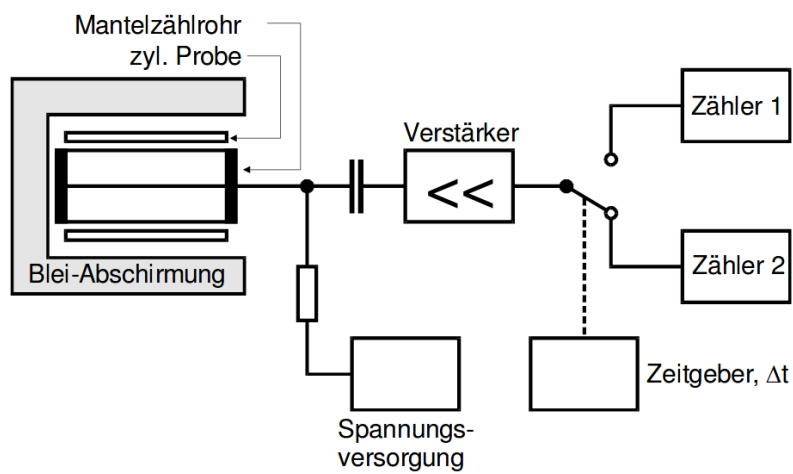 Mantelzählrohr
zyl. Probe
Verstärker
<<
Zähler 1
Zähler 2
Blei-Abschirmung
Zeitgeber, Δt
Spannungs-
versorgung